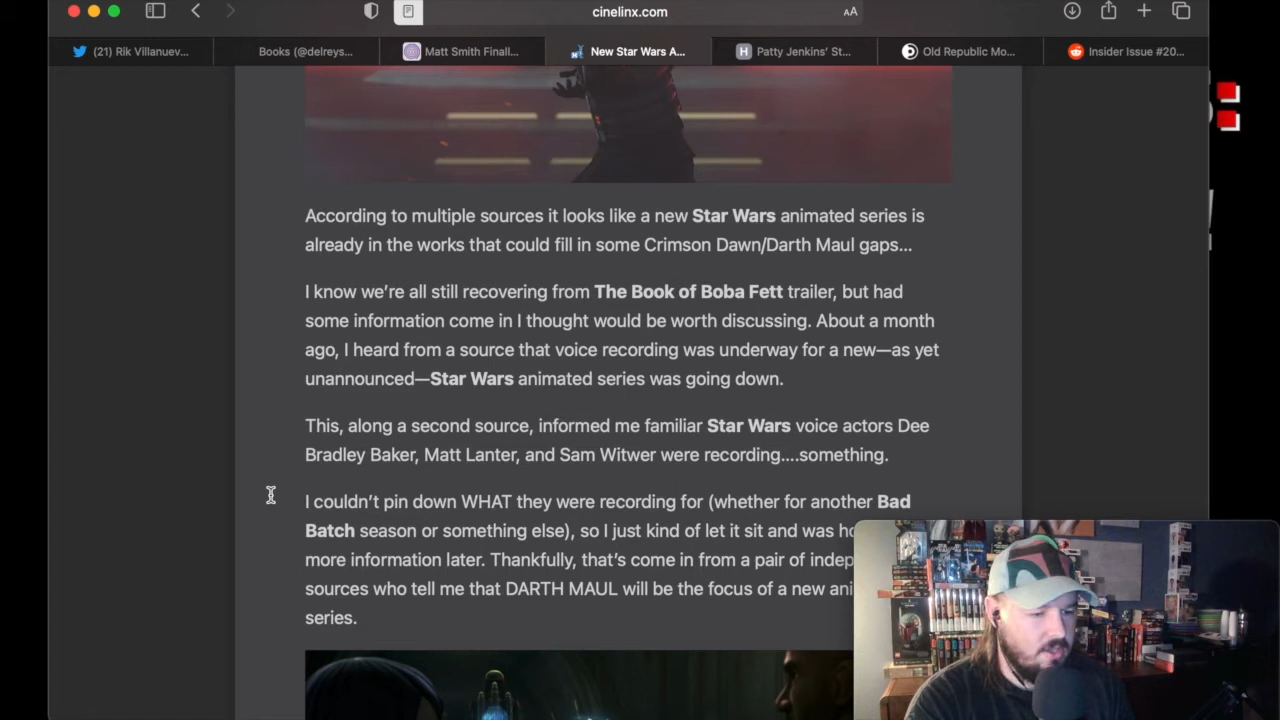 cinelinx.com
AA
(21) Rik Villanuev...
Books (@delreys...
Matt Smith Finall...
New Star Wars A...
H Patty Jenkins' St...
Old Republic Mo...
Insider Issue #20...
According to multiple sources it looks like a new Star Wars animated series is
already in the works that could fill in some Crimson Dawn/Darth Maul gaps...
I know we're all still recovering from The Book of Boba Fett trailer, but had
some information come in I thought would be worth discussing. About a month
ago, I heard from a source that voice recording was underway for a new—as yet
unannounced—Star Wars animated series was going down.
This, along a second source, informed me familiar Star Wars voice actors Dee
Bradley Baker, Matt Lanter, and Sam Witwer were recording....something.
I couldn't pin down WHAT they were recording for (whether for another Bad
Batch season or something else), so I just kind of let it sit and was
more information later. Thankfully, that's come in from a pair of
sources who tell me that DARTH MAUL will be the focus of a new
series.